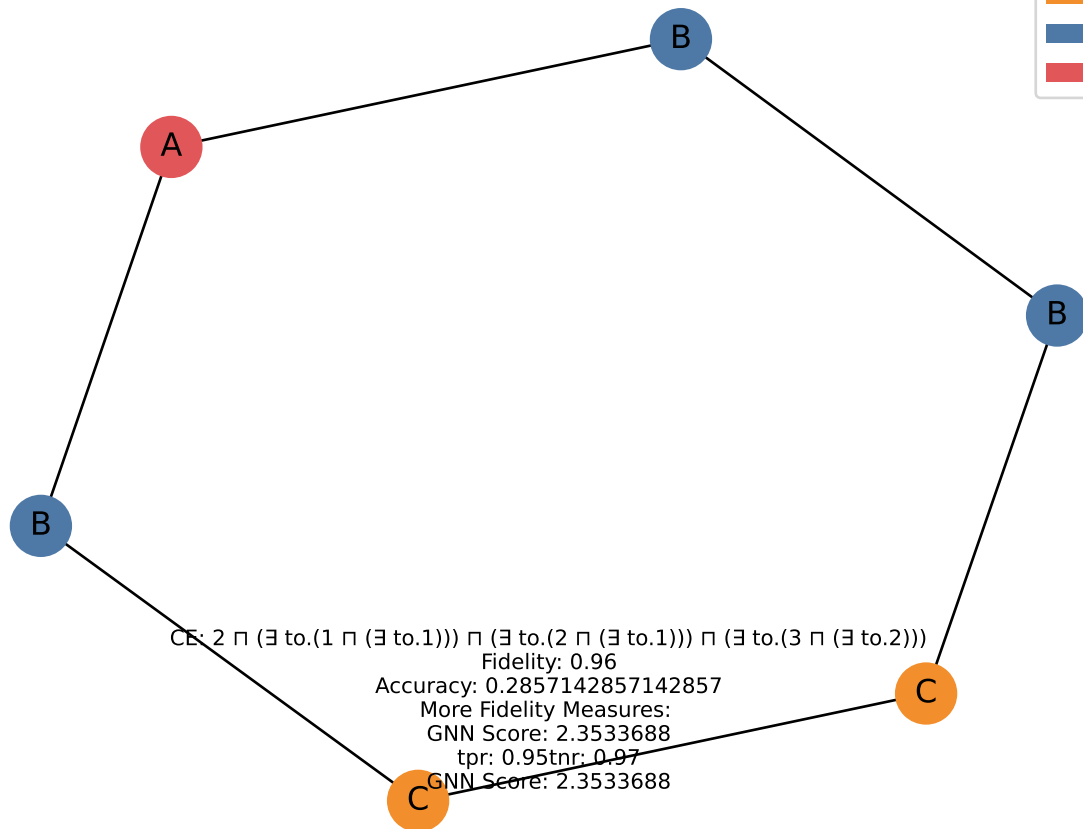 B
A
B
B
CE: 2 ⊓ (∃ to.(1 ⊓ (∃ to.1))) ⊓ (∃ to.(2 ⊓ (∃ to.1))) ⊓ (∃ to.(3 ⊓ (∃ to.2)))
Fidelity: 0.96
Accuracy: 0.2857142857142857
C
More Fidelity Measures:
GNN Score: 2.3533688
tpr: 0.95tnr: 0.97
GNN Score: 2.3533688
C